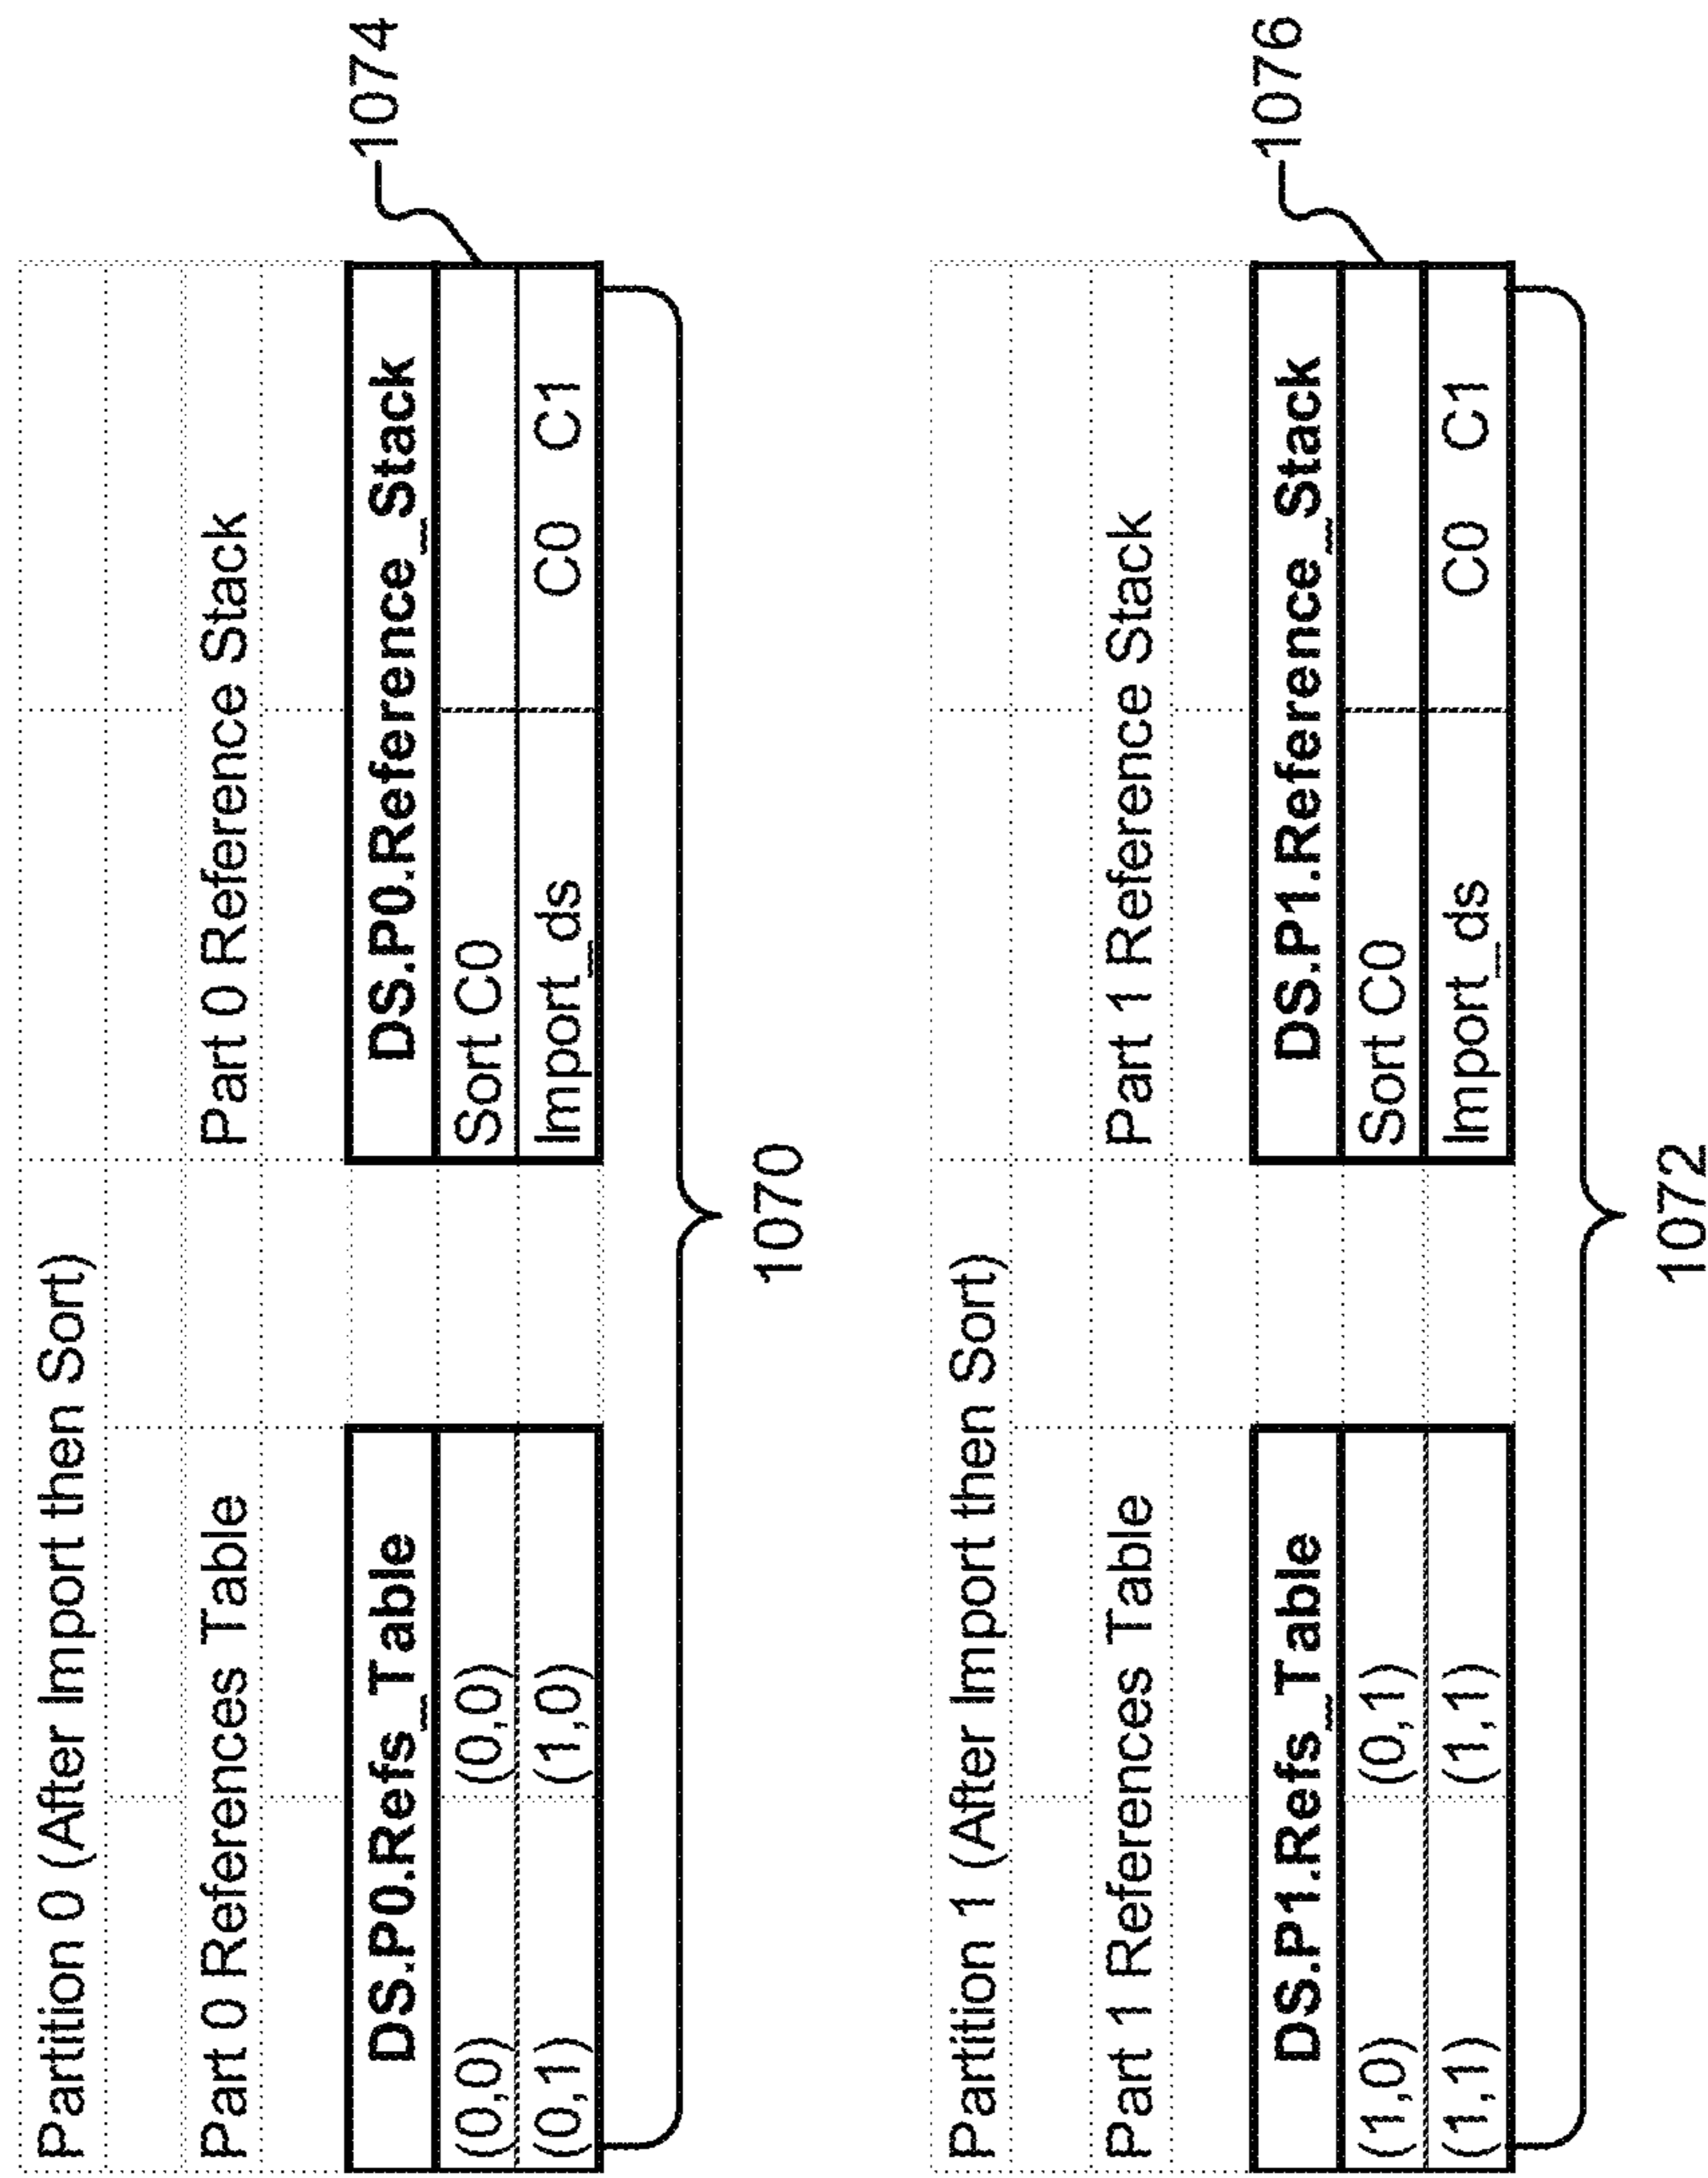 Partition 0 (After Import then Sort)
Part 0 References Table Part 0 Reference Stack
DS.P0.Refs_Table DS.P0.Reference_Stack
(0,0) (0,0) Sort C0
(0,1) (1,0) Import_ds C0 C1
1074
1070
Partition 1 (After Import then Sort)
Part 1 References Table Part 1 Reference Stack
DS.P1.Refs_Table DS.P1.Reference_Stack
(1,0) (0,1) Sort C0
(1,1) (1,1) Import_ds C0 C1
1076
1072